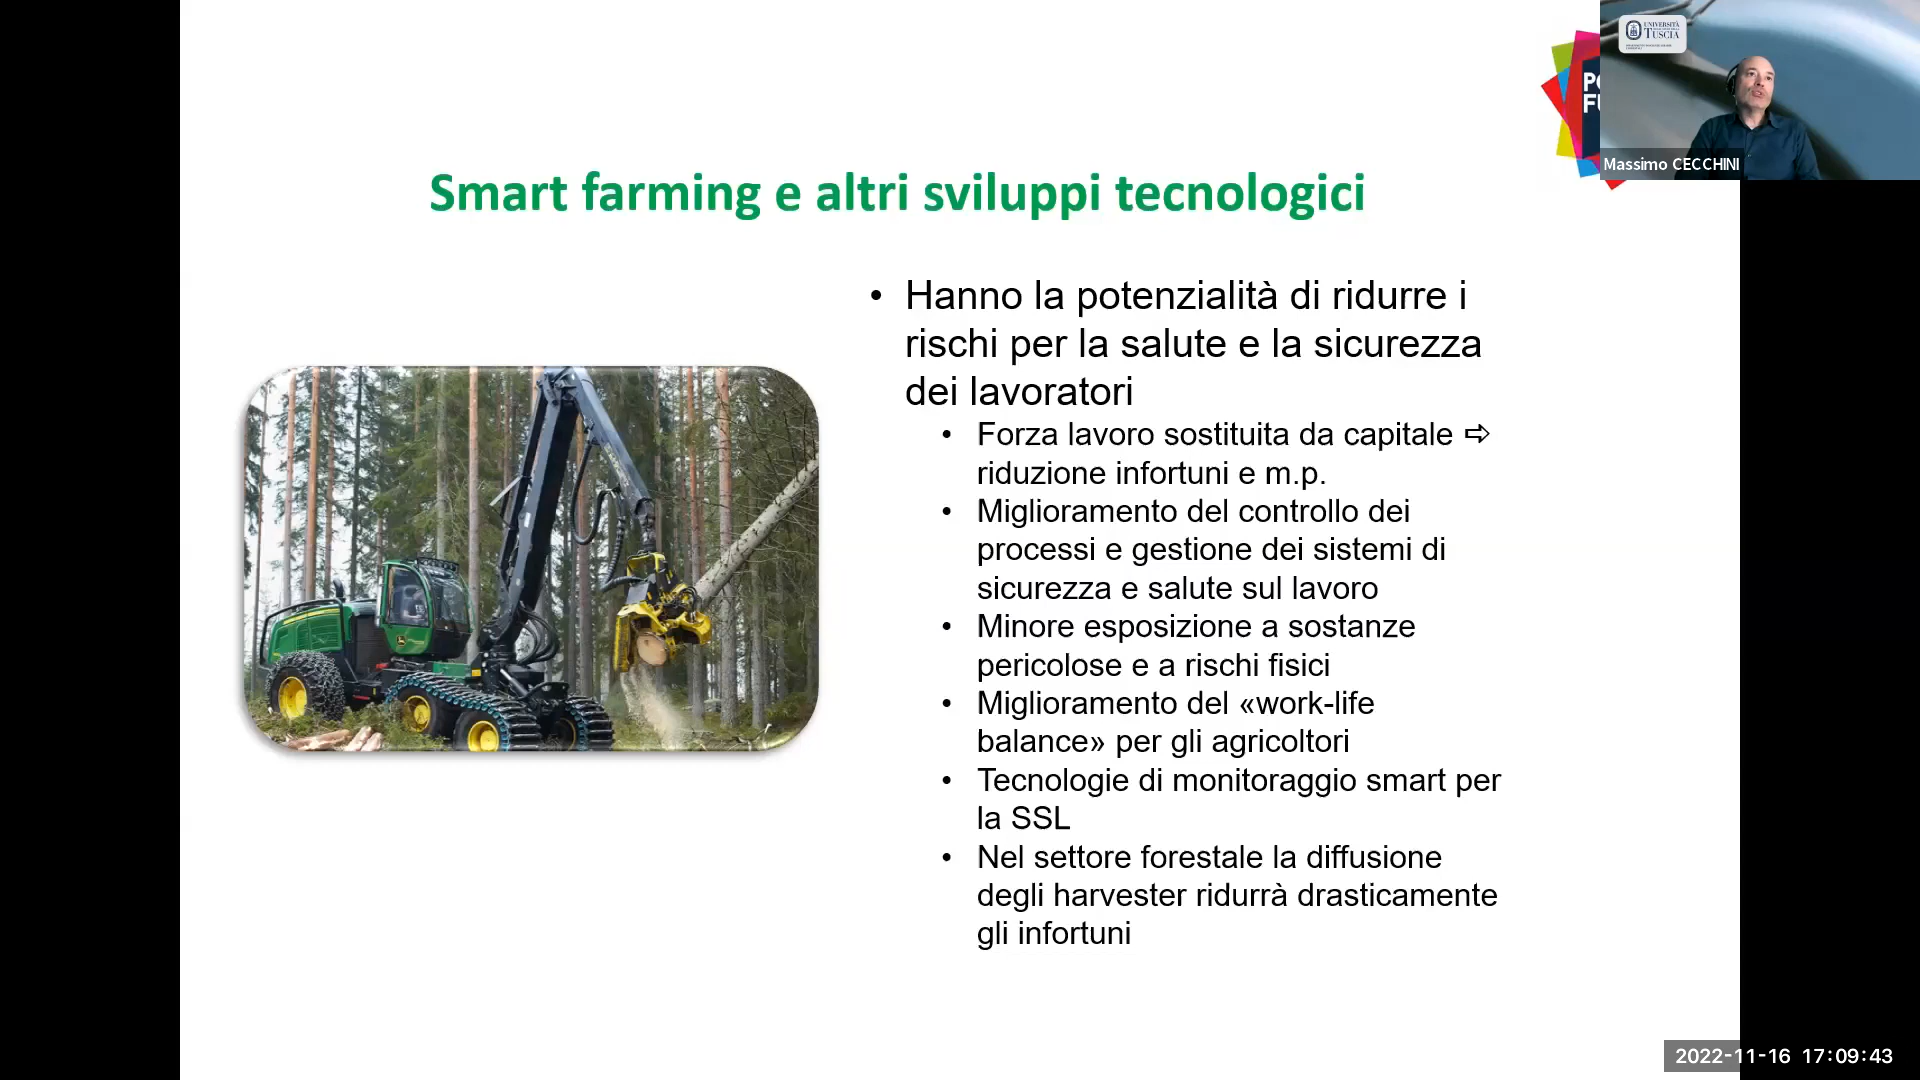 UNIVERSITÀ
TUSCIA
Massimo CECCHINI
Smart farming e altri sviluppi tecnologici
• Hanno la potenzialità di ridurre i
rischi per la salute e la sicurezza
dei lavoratori
• Forza lavoro sostituita da capitale ⇨
riduzione infortuni e m.p.
• Miglioramento del controllo dei
processi e gestione dei sistemi di
sicurezza e salute sul lavoro
• Minore esposizione a sostanze
pericolose e a rischi fisici
• Miglioramento del «work-life
balance» per gli agricoltori
• Tecnologie di monitoraggio smart per
la SSL
• Nel settore forestale la diffusione
degli harvester ridurrà drasticamente
gli infortuni
2022-11-16 17:09:43